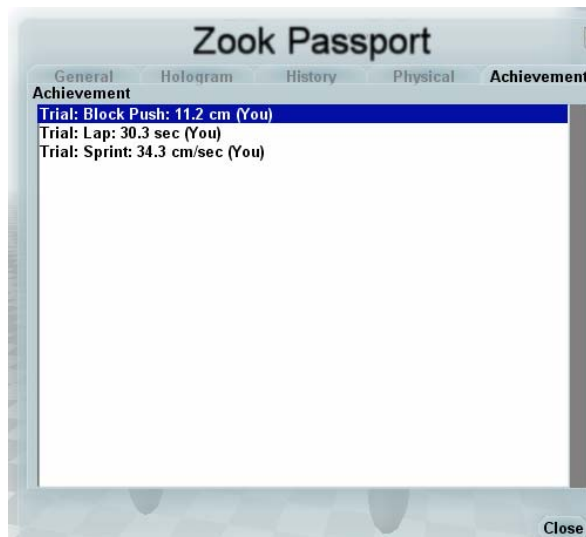 Zook Passport
General Hologram History Physical Achievement
Achievement
Trial: Block Push: 11.2 cm (You)
Trial: Lap: 30.3 sec (You)
Trial: Sprint: 34.3 cm/sec (You)
Close